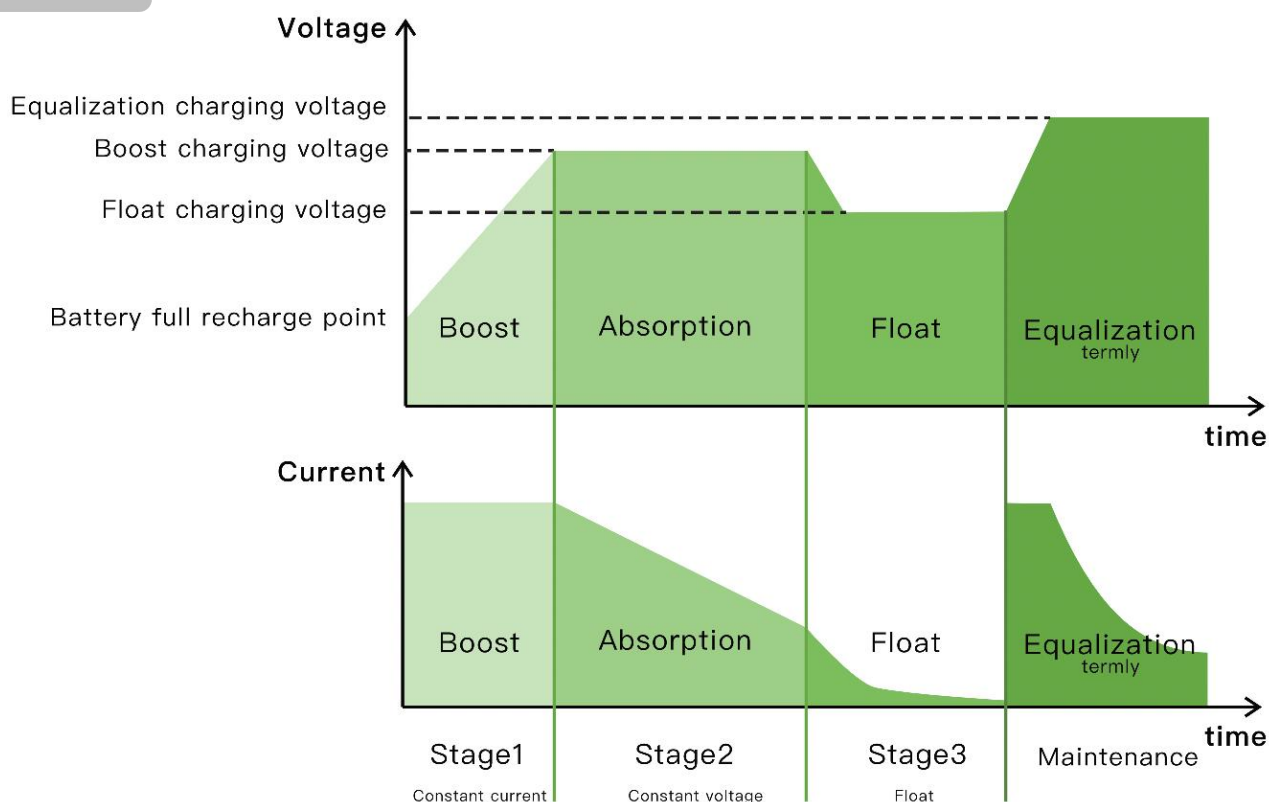 Voltage
Equalization charging voltage
Boost charging voltage
Float charging voltage
Battery full recharge point
Boost
Absorption
Float
Equalization
termly
time
Current
Boost
Absorption
Float
Equalization
termly
time
Stage1
Stage2
Stage3
Maintenance
Constant current
Constant voltage
Float